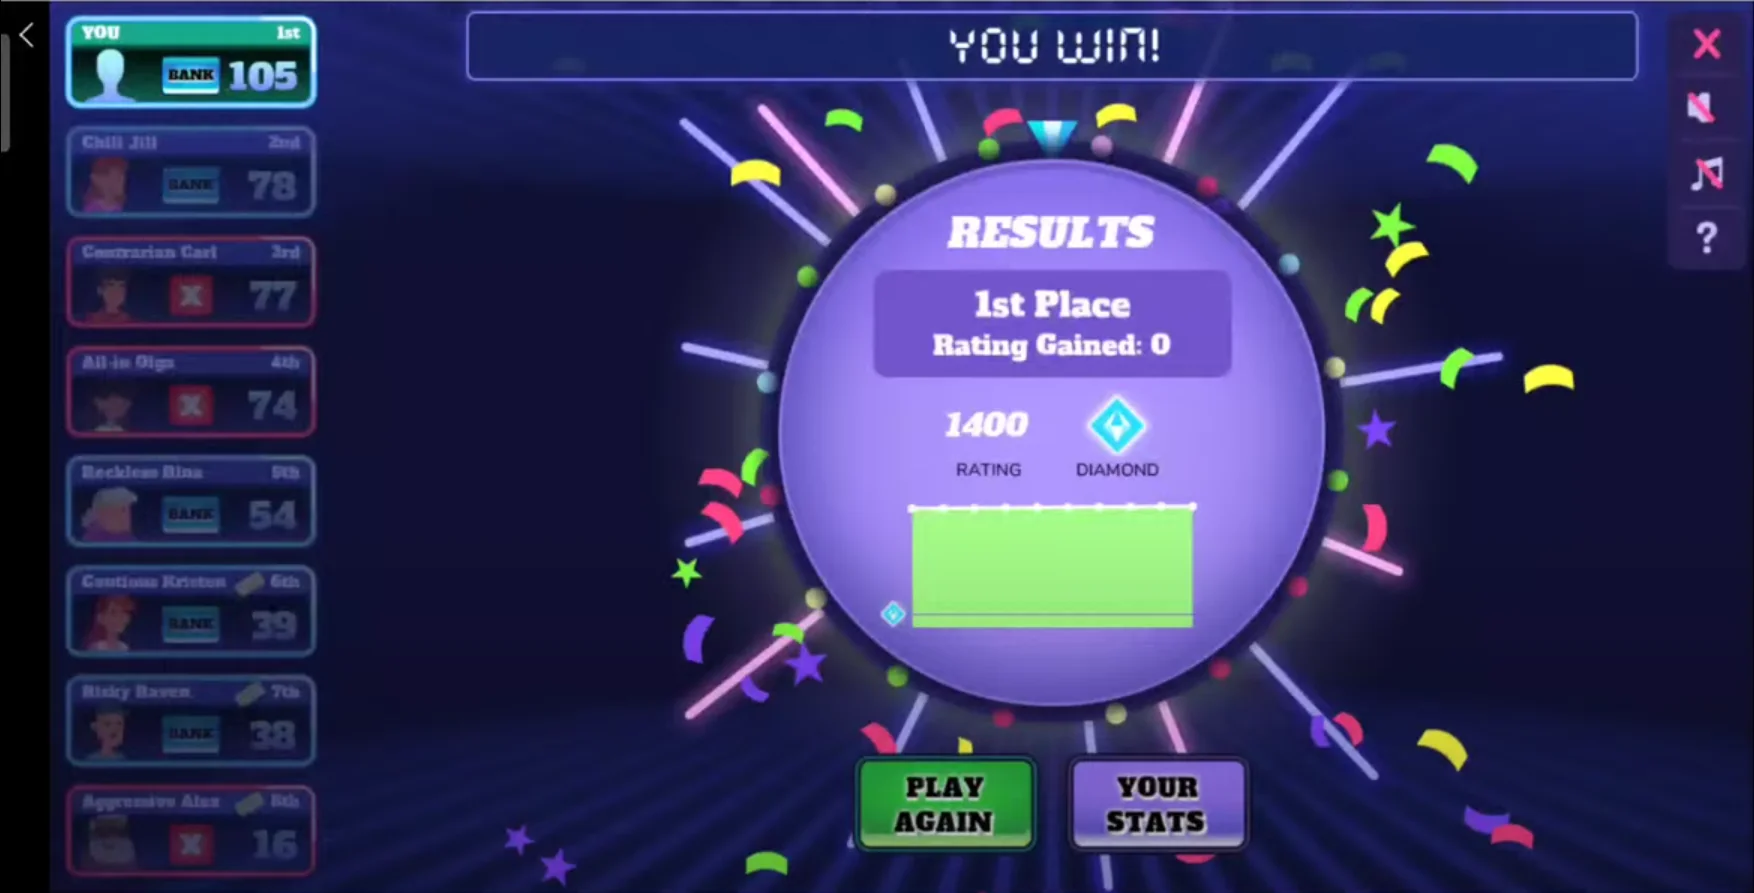 YOU 1st
BANK 105
Chili Jill 2nd
BANK 78
Contrarian Carl 3rd
X 77
All-in Olga 4th
X 74
Reckless Rina 5th
BANK 54
Cautious Kristen 6th
BANK 39
Risky Raven 7th
BANK 38
Aggressive Alex 8th
X 16
YOU WIN!
RESULTS
1st Place
Rating Gained: 0
1400
RATING
DIAMOND
PLAY
AGAIN
YOUR
STATS
?